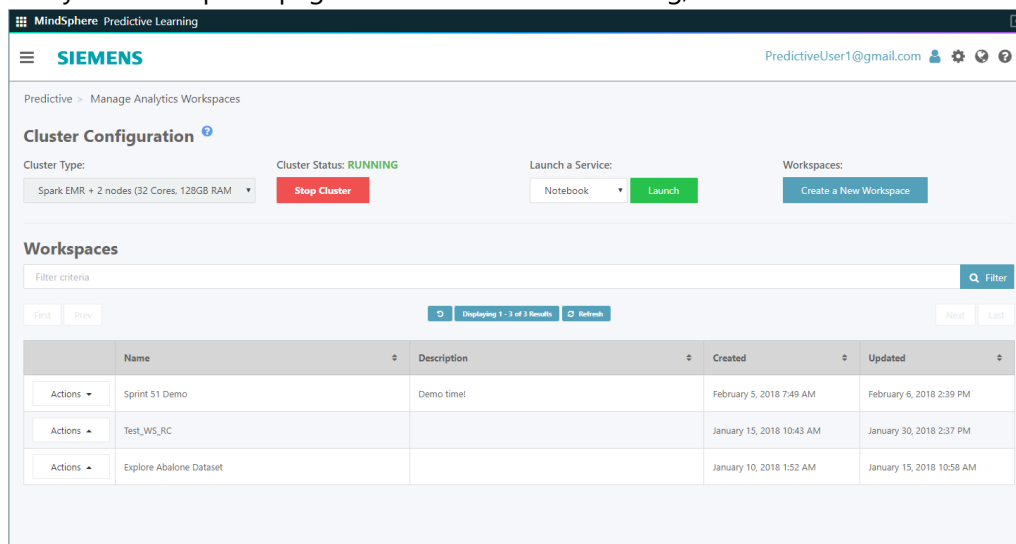 MindSphere Predictive Learning
SIEMENS
PredictiveUser1@gmail.com
Predictive > Manage Analytics Workspaces
Cluster Configuration
Cluster Type: Cluster Status: RUNNING Launch a Service: Workspaces:
Spark EMR + 2 nodes (32 Cores, 128GB RAM Stop Cluster Notebook Launch Create a New Workspace
Workspaces
Filter criteria Filter
First Prev Displaying 1 - 3 of 3 Results Refresh Next Last
Name Description Created Updated
Actions Sprint 51 Demo Demo time! February 5, 2018 7:49 AM February 6, 2018 2:39 PM
Actions Test_WS_RC January 15, 2018 10:43 AM January 30, 2018 2:37 PM
Actions Explore Abalone Dataset January 10, 2018 1:52 AM January 15, 2018 10:58 AM